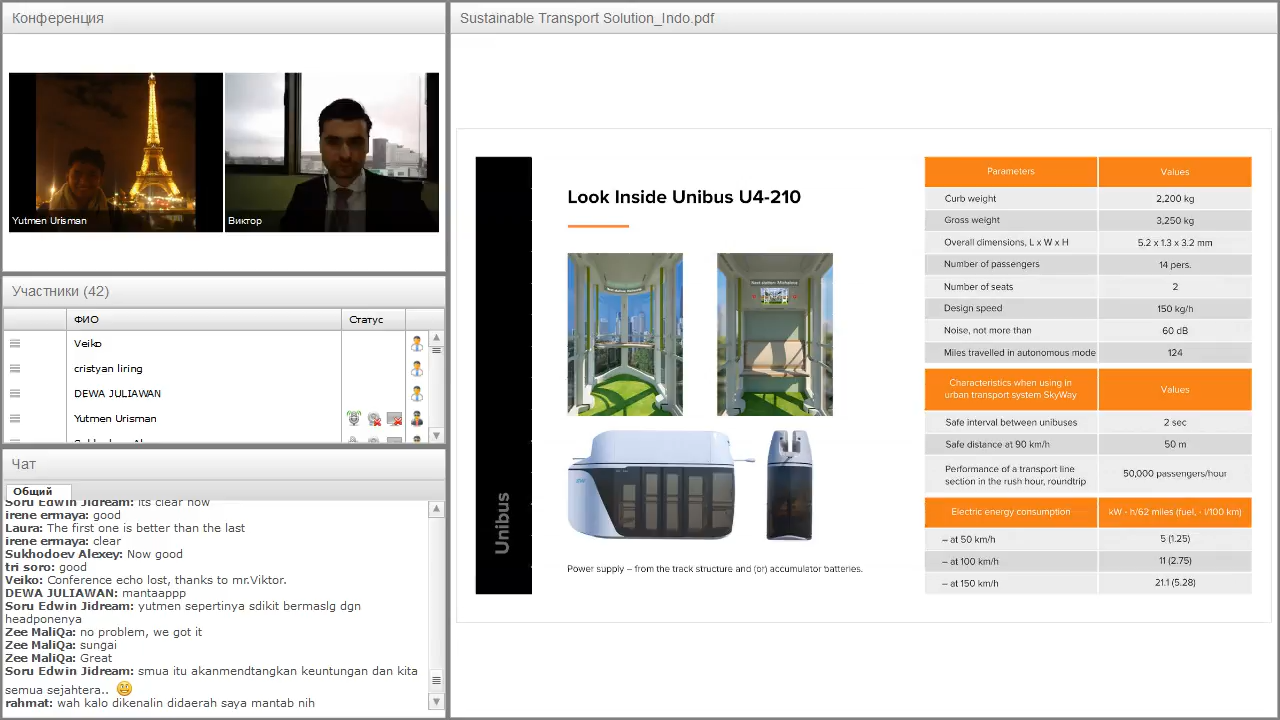 Конференция
Yutmen Urisman
Виктор
Участники (42)
ФИО
Статус
Veiko
cristyan liring
DEWA JULIAWAN
Yutmen Urisman
Чат
Общий
Soru Edwin Jidream: its clear now
irene ermaya: good
Laura: The first one is better than the last
irene ermaya: clear
Sukhodoev Alexey: Now good
tri soro: good
Veiko: Conference echo lost, thanks to mr.Viktor.
DEWA JULIAWAN: mantaappp
Soru Edwin Jidream: yutmen sepertinya sdikit bermaslg dgn
headponenya
Zee MaliQa: no problem, we got it
Zee MaliQa: sungai
Zee MaliQa: Great
Soru Edwin Jidream: smua itu akanmendtangkan keuntungan dan kita
semua sejahtera..
rahmat: wah kalo dikenalin didaerah saya mantab nih
Sustainable Transport Solution_Indo.pdf
Unibus
Look Inside Unibus U4-210
Power supply – from the track structure and (or) accumulator batteries.
Parameters Values
Curb weight 2,200 kg
Gross weight 3,250 kg
Overall dimensions, L x W x H 5.2 x 1.3 x 3.2 mm
Number of passengers 14 pers.
Number of seats 2
Design speed 150 kg/h
Noise, not more than 60 dB
Miles travelled in autonomous mode 124
Characteristics when using in
urban transport system SkyWay Values
Safe interval between unibuses 2 sec
Safe distance at 90 km/h 50 m
Performance of a transport line
section in the rush hour, roundtrip 50,000 passengers/hour
Electric energy consumption kW - h/62 miles (fuel, - l/100 km)
– at 50 km/h 5 (1.25)
– at 100 km/h 11 (2.75)
– at 150 km/h 21.1 (5.28)